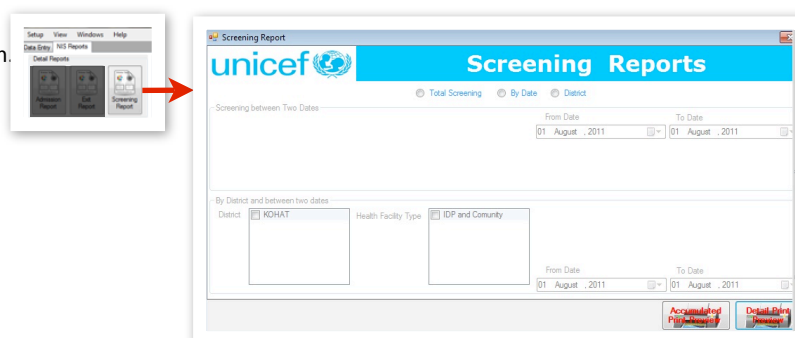 n.
Setup View Windows Help
Data Entry NIS Reports
Detail Reports
Admission Report
Exit Report
Screening Report
Screening Report
unicef
Screening Reports
Total Screening By Date District
Screening between Two Dates
From Date To Date
01 August , 2011 01 August , 2011
By District and between two dates
District KOHAT Health Facility Type IDP and Comunity
From Date To Date
01 August , 2011 01 August , 2011
Accumulated Print Preview
Detail Print Preview